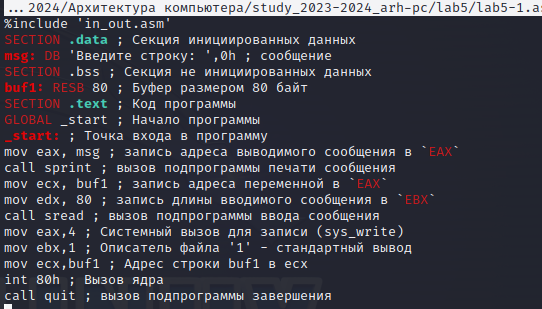 ...2024/Архитектура компьютера/study_2023-2024_arh-pc/lab5/lab5-1.as
%include 'in_out.asm'
SECTION .data ; Секция инициированных данных
msg: DB 'Введите строку: ',0h ; сообщение
SECTION .bss ; Секция не инициированных данных
buf1: RESB 80 ; Буфер размером 80 байт
SECTION .text ; Код программы
GLOBAL _start ; Начало программы
_start: ; Точка входа в программу
mov eax, msg ; запись адреса выводимого сообщения в `EAX`
call sprint ; вызов подпрограммы печати сообщения
mov ecx, buf1 ; запись адреса переменной в `EAX`
mov edx, 80 ; запись длины вводимого сообщения в `EBX`
call sread ; вызов подпрограммы ввода сообщения
mov eax,4 ; Системный вызов для записи (sys_write)
mov ebx,1 ; Описатель файла '1' - стандартный вывод
mov ecx,buf1 ; Адрес строки buf1 в ecx
int 80h ; Вызов ядра
call quit ; вызов подпрограммы завершения